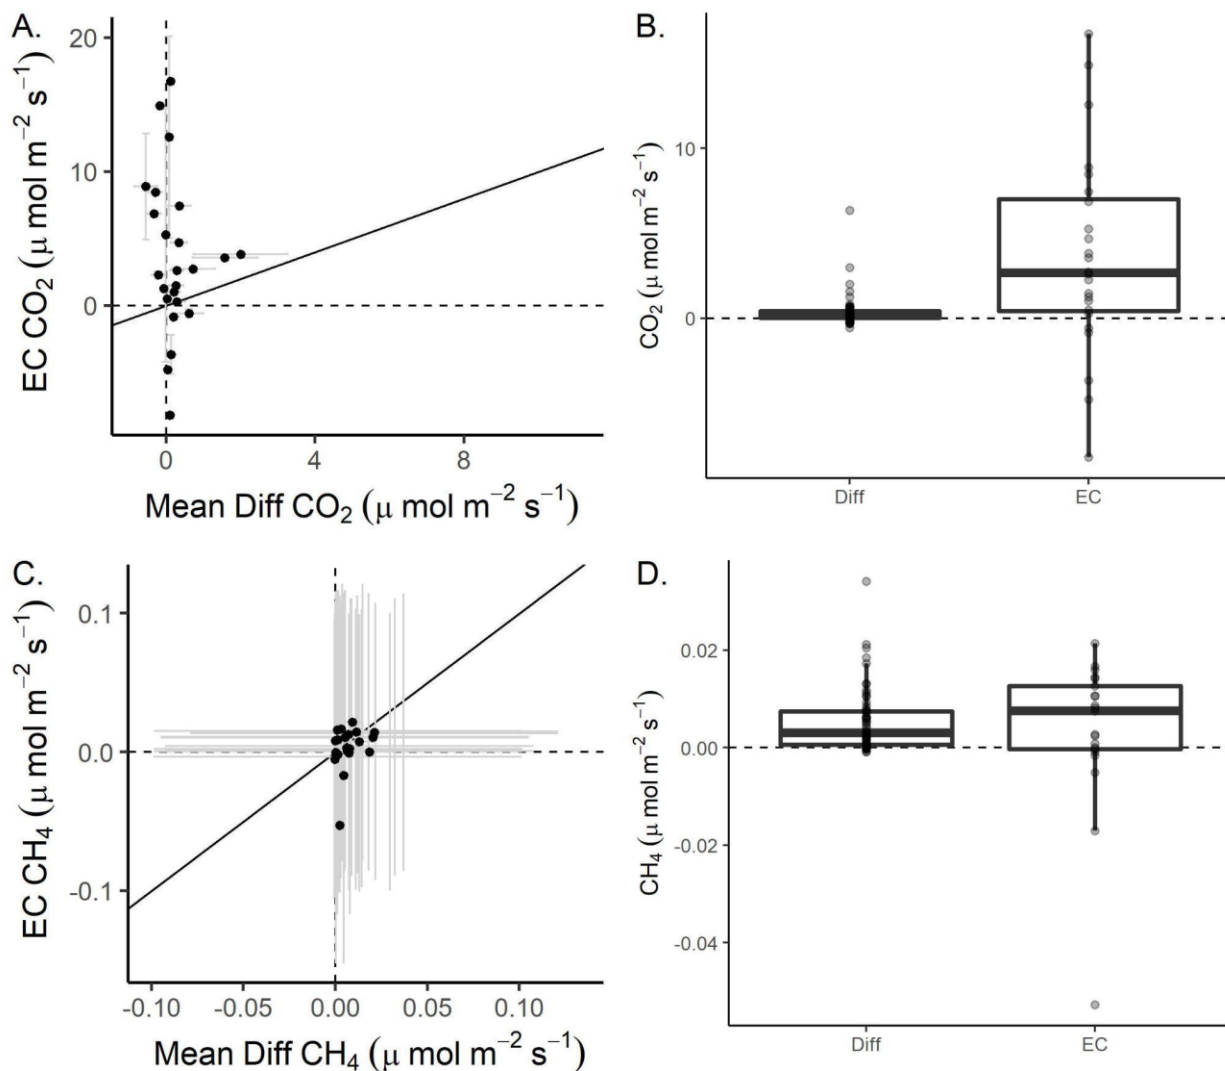 A.
EC CO₂ (μ mol m⁻² s⁻¹)
20
10
0
0 4 8
Mean Diff CO₂ (μ mol m⁻² s⁻¹)
B.
CO₂ (μ mol m⁻² s⁻¹)
10
0
Diff EC
C.
EC CH₄ (μ mol m⁻² s⁻¹)
0.1
0.0
-0.1
-0.10 -0.05 0.00 0.05 0.10
Mean Diff CH₄ (μ mol m⁻² s⁻¹)
D.
CH₄ (μ mol m⁻² s⁻¹)
0.02
0.00
-0.02
-0.04
Diff EC